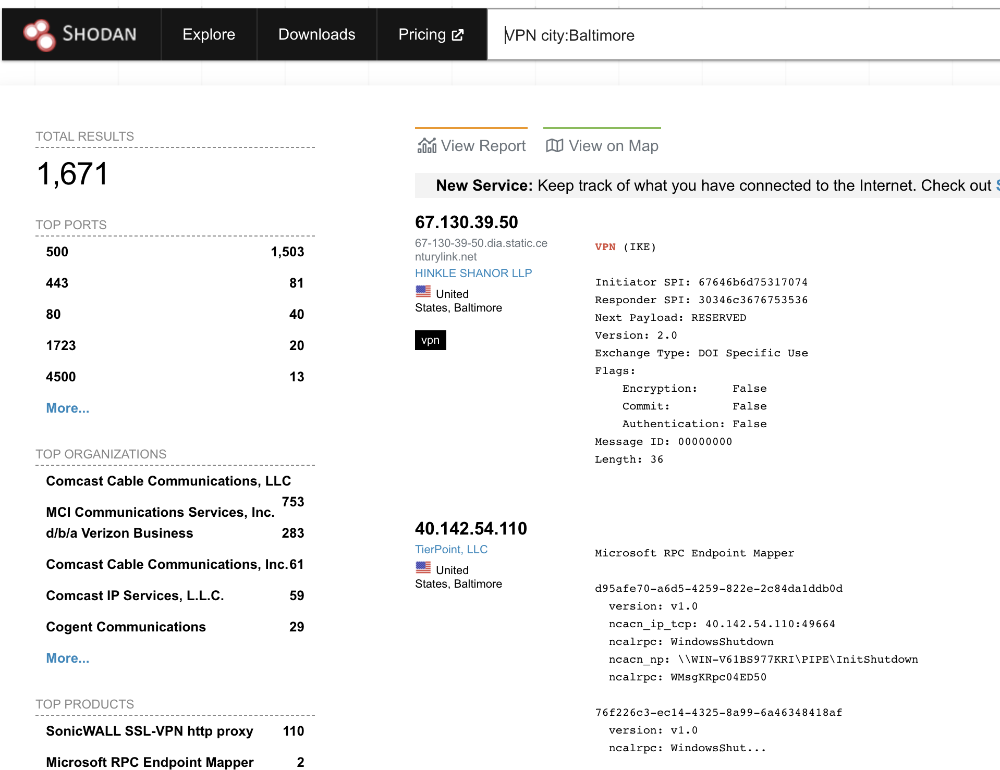 SHODAN
Explore
Downloads
Pricing
VPN city:Baltimore
TOTAL RESULTS
1,671
TOP PORTS
500 1,503
443 81
80 40
1723 20
4500 13
More...
TOP ORGANIZATIONS
Comcast Cable Communications, LLC
753
MCI Communications Services, Inc.
d/b/a Verizon Business 283
Comcast Cable Communications, Inc. 61
Comcast IP Services, L.L.C. 59
Cogent Communications 29
More...
TOP PRODUCTS
SonicWALL SSL-VPN http proxy 110
Microsoft RPC Endpoint Mapper 2
View Report
View on Map
New Service: Keep track of what you have connected to the Internet. Check out
67.130.39.50
67-130-39-50.dia.static.ce
nturylink.net
HINKLE SHANOR LLP
United
States, Baltimore
vpn
VPN (IKE)
Initiator SPI: 67646b6d75317074
Responder SPI: 30346c3676753536
Next Payload: RESERVED
Version: 2.0
Exchange Type: DOI Specific Use
Flags:
Encryption: False
Commit: False
Authentication: False
Message ID: 00000000
Length: 36
40.142.54.110
TierPoint, LLC
United
States, Baltimore
Microsoft RPC Endpoint Mapper
d95afe70-a6d5-4259-822e-2c84da1ddb0d
version: v1.0
ncacn_ip_tcp: 40.142.54.110:49664
ncalrpc: WindowsShutdown
ncacn_np: \\WIN-V61BS977KRI\PIPE\InitShutdown
ncalrpc: WMsgKRpc04ED50
76f226c3-ec14-4325-8a99-6a46348418af
version: v1.0
ncalrpc: WindowsShut...